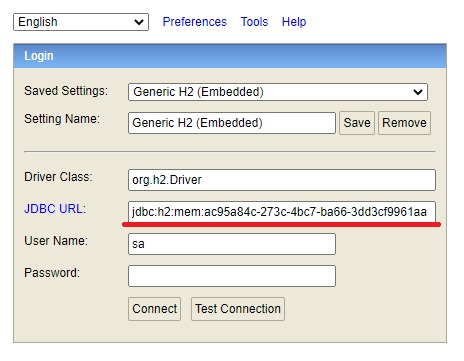 English Preferences Tools Help
Login
Saved Settings: Generic H2 (Embedded)
Setting Name: Generic H2 (Embedded) Save Remove
Driver Class: org.h2.Driver
JDBC URL: jdbc:h2:mem:ac95a84c-273c-4bc7-ba66-3dd3cf9961aa
User Name: sa
Password:
Connect Test Connection